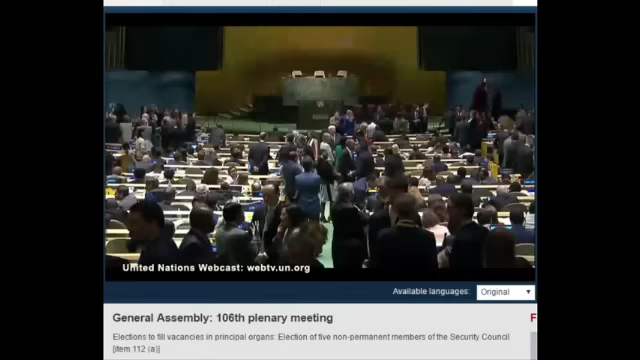 United Nations Webcast: webtv.un.org
Available languages: Original
General Assembly: 106th plenary meeting
F
Elections to fill vacancies in principal organs: Election of five non-permanent members of the Security Council
[item 112 (a)]